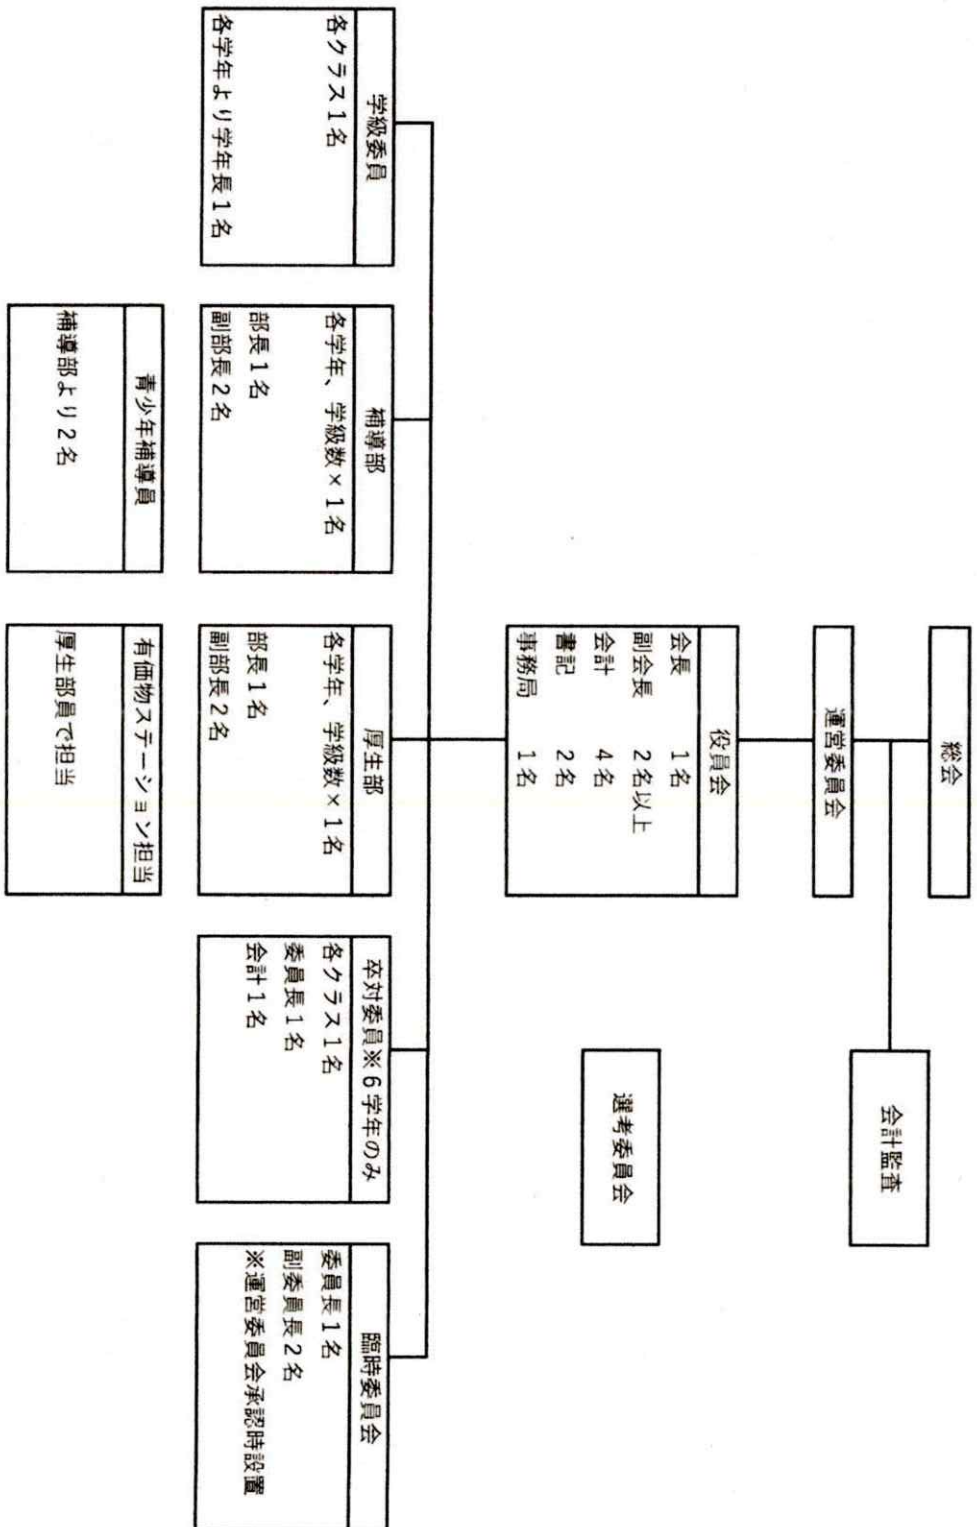 総会
会計監査
運営委員会
役員会
会長 1名
副会長 2名以上
会計 4名
書記 2名
事務局 1名
選考委員会
学級委員
各クラス1名
各学年より学年長1名
補導部
各学年、学級数×1名
部長1名
副部長2名
厚生部
各学年、学級数×1名
部長1名
副部長2名
卒対委員※6学年のみ
各クラス1名
委員長1名
会計1名
臨時委員会
委員長1名
副委員長2名
※運営委員会承認時設置
青少年補導員
補導部より2名
有価物ステーション担当
厚生部員で担当